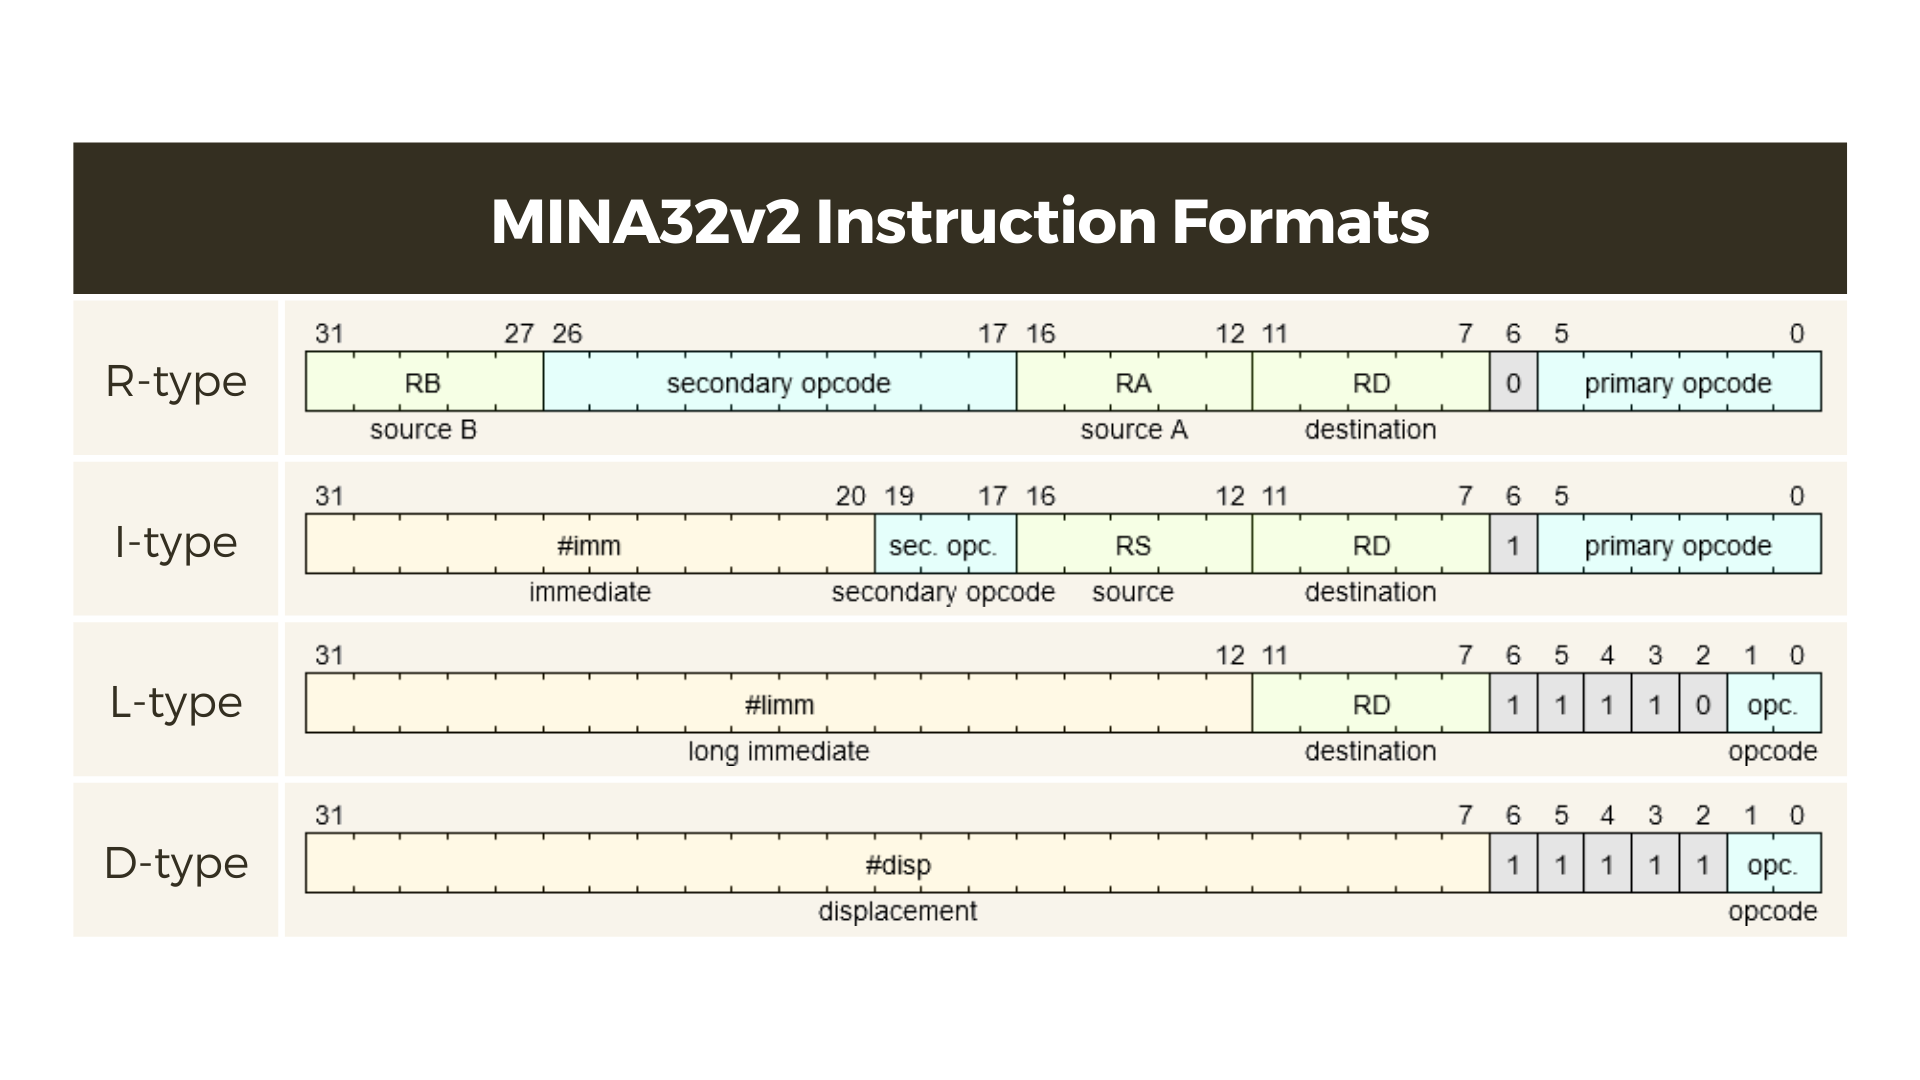 MINA32v2 Instruction Formats
R-type
31 27 26 17 16 12 11 7 6 5 0
RB secondary opcode RA RD 0 primary opcode
source B source A destination
I-type
31 20 19 17 16 12 11 7 6 5 0
#imm sec. opc. RS RD 1 primary opcode
immediate secondary opcode source destination
L-type
31 12 11 7 6 5 4 3 2 1 0
#limm RD 1 1 1 1 0 opc.
long immediate destination opcode
D-type
31 7 6 5 4 3 2 1 0
#disp 1 1 1 1 1 opc.
displacement opcode